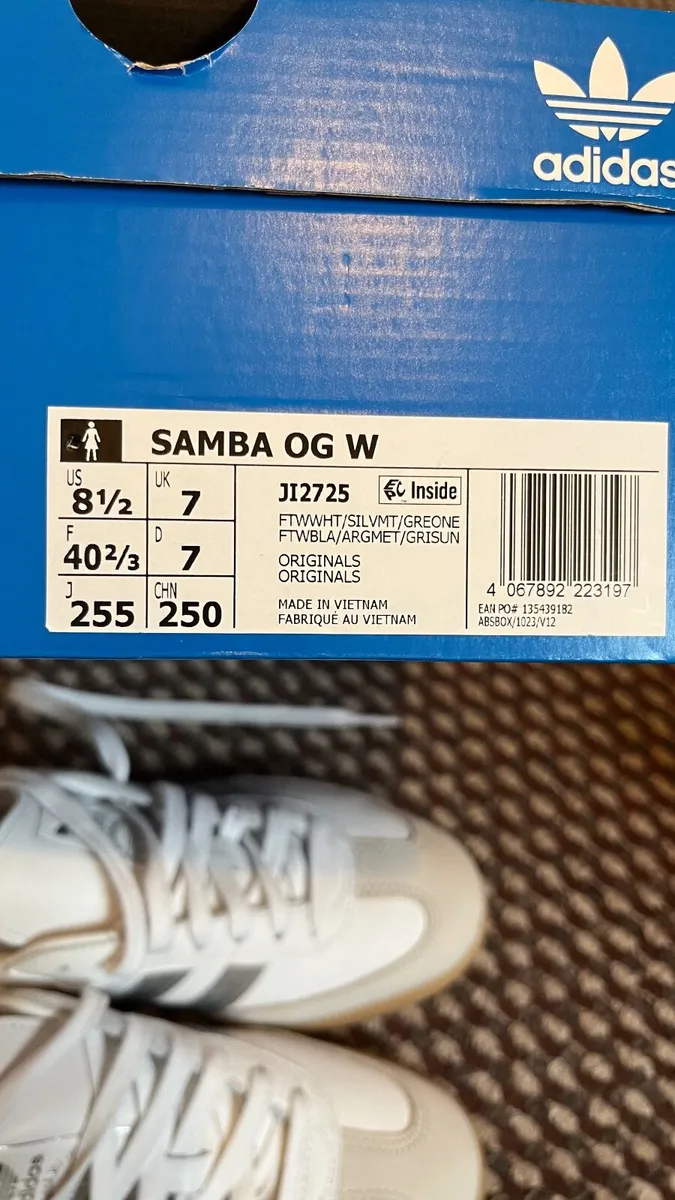 adidas
SAMBA OG W
US
8½
UK
7
F
40⅔
D
7
J
255
CHN
250
JI2725
Inside
FTWWHT/SILVMT/GREONE
FTWBLA/ARGMET/GRISUN
ORIGINALS
ORIGINALS
MADE IN VIETNAM
FABRIQUÉ AU VIETNAM
4 067892 223197
EAN PO# 135439182
ABSBOX/1023/V12